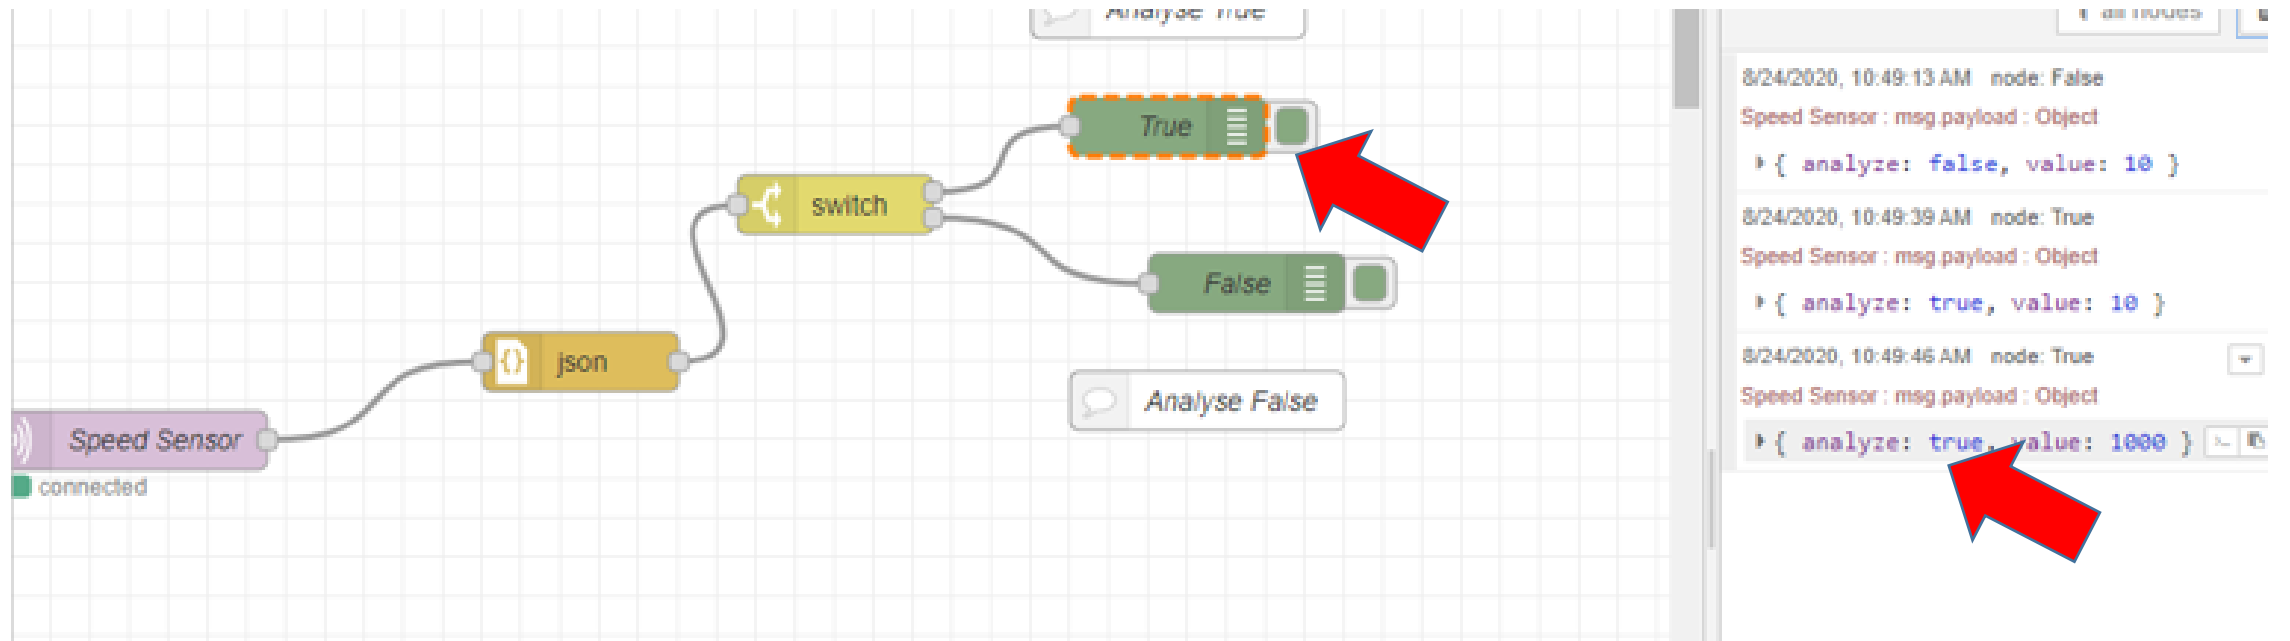 Analyse True
True
switch
False
json
Analyse False
Speed Sensor
connected
all nodes
8/24/2020, 10:49:13 AM node: False
Speed Sensor : msg.payload : Object
{ analyze: false, value: 10 }
8/24/2020, 10:49:39 AM node: True
Speed Sensor : msg.payload : Object
{ analyze: true, value: 10 }
8/24/2020, 10:49:46 AM node: True
Speed Sensor : msg.payload : Object
{ analyze: true, value: 1000 }